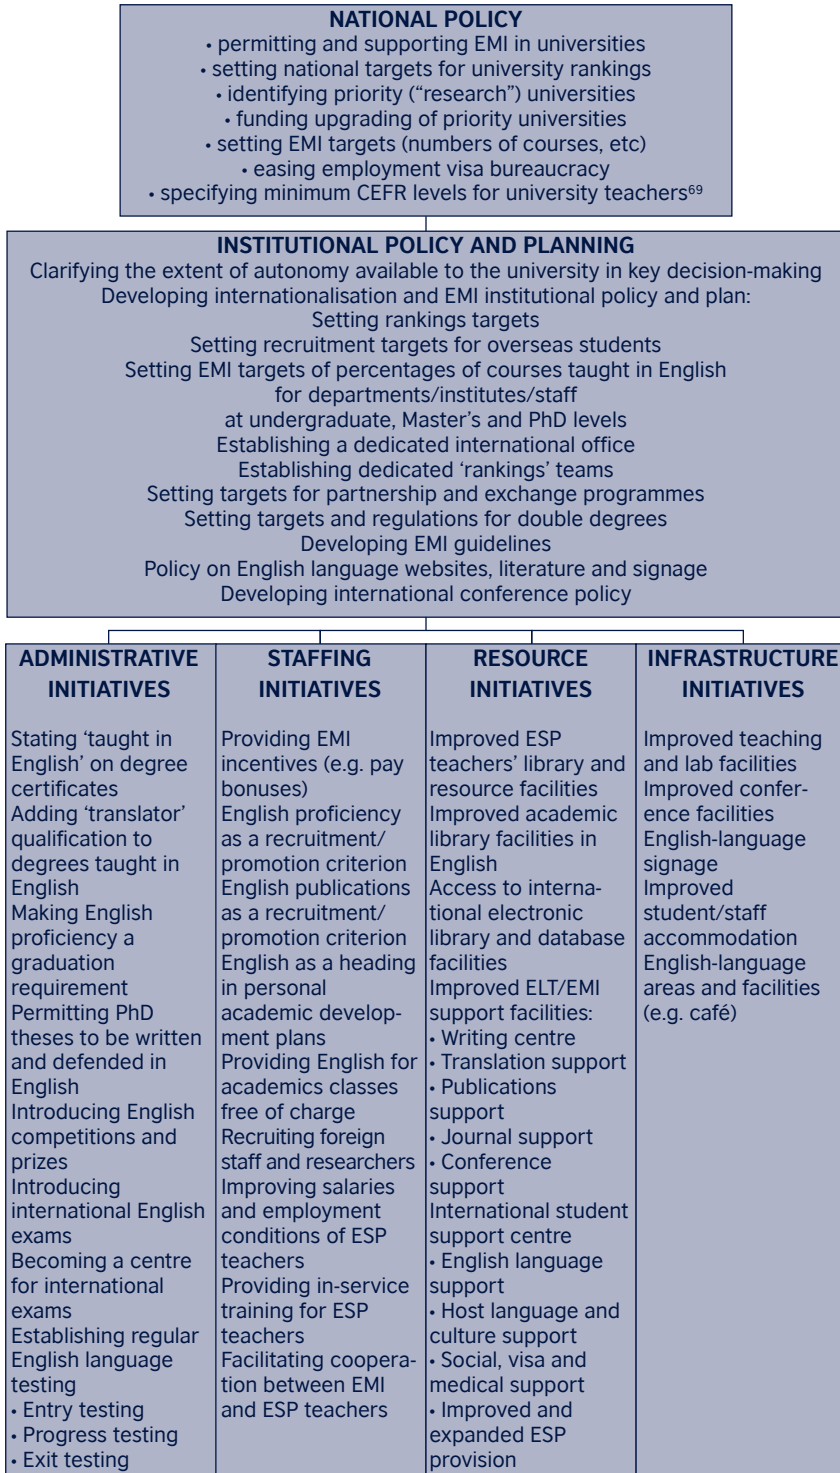 NATIONAL POLICY
• permitting and supporting EMI in universities
• setting national targets for university rankings
• identifying priority (“research”) universities
• funding upgrading of priority universities
• setting EMI targets (numbers of courses, etc)
• easing employment visa bureaucracy
• specifying minimum CEFR levels for university teachers⁶⁹
INSTITUTIONAL POLICY AND PLANNING
Clarifying the extent of autonomy available to the university in key decision-making
Developing internationalisation and EMI institutional policy and plan:
Setting rankings targets
Setting recruitment targets for overseas students
Setting EMI targets of percentages of courses taught in English
for departments/institutes/staff
at undergraduate, Master’s and PhD levels
Establishing a dedicated international office
Establishing dedicated ‘rankings’ teams
Setting targets for partnership and exchange programmes
Setting targets and regulations for double degrees
Developing EMI guidelines
Policy on English language websites, literature and signage
Developing international conference policy
ADMINISTRATIVE
INITIATIVES
Stating ‘taught in
English’ on degree
certificates
Adding ‘translator’
qualification to
degrees taught in
English
Making English
proficiency a
graduation
requirement
Permitting PhD
theses to be written
and defended in
English
Introducing English
competitions and
prizes
Introducing
international English
exams
Becoming a centre
for international
exams
Establishing regular
English language
testing
• Entry testing
• Progress testing
• Exit testing
STAFFING
INITIATIVES
Providing EMI
incentives (e.g. pay
bonuses)
English proficiency
as a recruitment/
promotion criterion
English publications
as a recruitment/
promotion criterion
English as a heading
in personal
academic develop-
ment plans
Providing English for
academics classes
free of charge
Recruiting foreign
staff and researchers
Improving salaries
and employment
conditions of ESP
teachers
Providing in-service
training for ESP
teachers
Facilitating coopera-
tion between EMI
and ESP teachers
RESOURCE
INITIATIVES
Improved ESP
teachers’ library and
resource facilities
Improved academic
library facilities in
English
Access to interna-
tional electronic
library and database
facilities
Improved ELT/EMI
support facilities:
• Writing centre
• Translation support
• Publications
support
• Journal support
• Conference
support
International student
support centre
• English language
support
• Host language and
culture support
• Social, visa and
medical support
• Improved and
expanded ESP
provision
INFRASTRUCTURE
INITIATIVES
Improved teaching
and lab facilities
Improved confer-
ence facilities
English-language
signage
Improved
student/staff
accommodation
English-language
areas and facilities
(e.g. café)